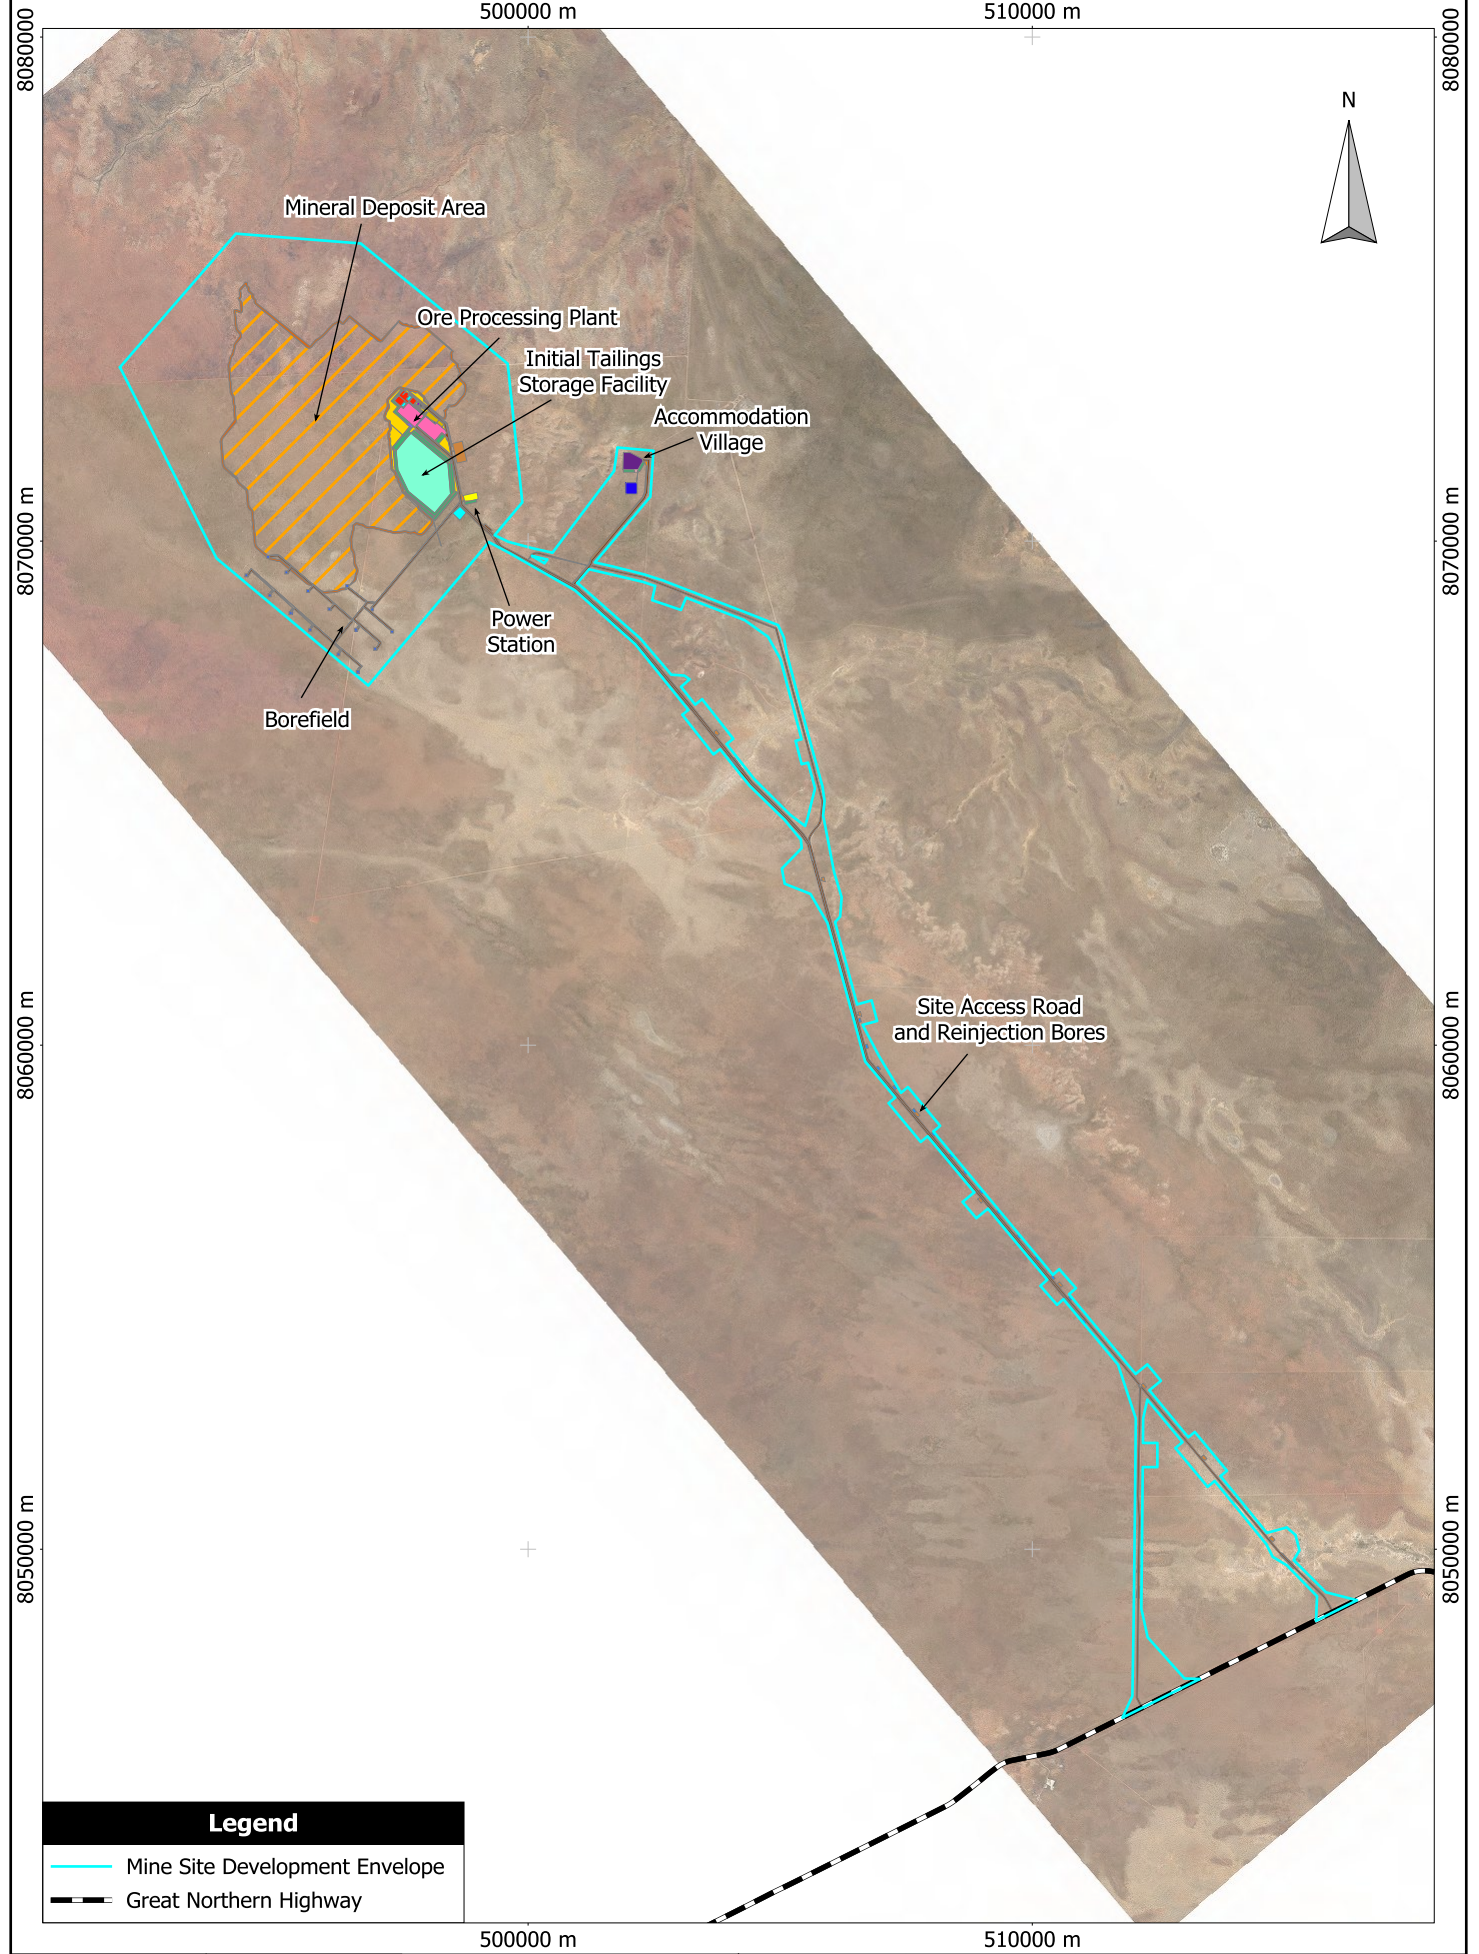 500000 m
510000 m
8080000
8080000
N
Mineral Deposit Area
Ore Processing Plant
Initial Tailings
Storage Facility
Accommodation
Village
8070000 m
8070000 m
Power
Station
Borefield
Site Access Road
and Reinjection Bores
8060000 m
8060000 m
8050000 m
8050000 m
Legend
Mine Site Development Envelope
Great Northern Highway
500000 m
510000 m